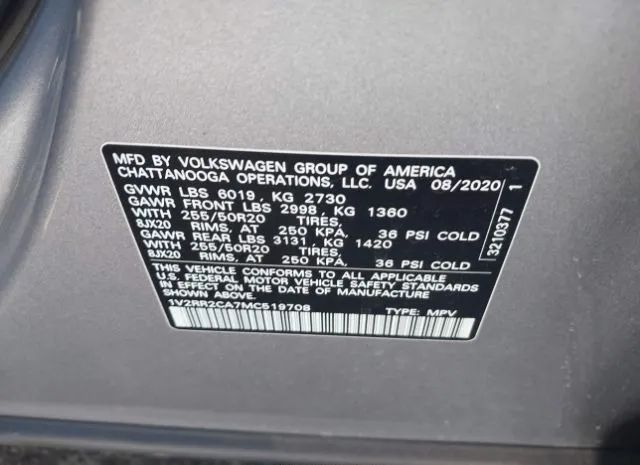 MFD BY VOLKSWAGEN GROUP OF AMERICA
CHATTANOOGA OPERATIONS, LLC. USA 08/2020
GVWR LBS 6019, KG 2730
GAWR FRONT LBS 2998, KG 1360
WITH 255/50R20 TIRES,
8JX20 RIMS, AT 250 KPA, 36 PSI COLD
GAWR REAR LBS 3131, KG 1420
WITH 255/50R20 TIRES,
8JX20 RIMS, AT 250 KPA, 36 PSI COLD
THIS VEHICLE CONFORMS TO ALL APPLICABLE
U.S. FEDERAL MOTOR VEHICLE SAFETY STANDARDS
IN EFFECT ON THE DATE OF MANUFACTURE
SHOWN ABOVE.
1V2RR2CA7MC519708 TYPE: MPV
3210377 1